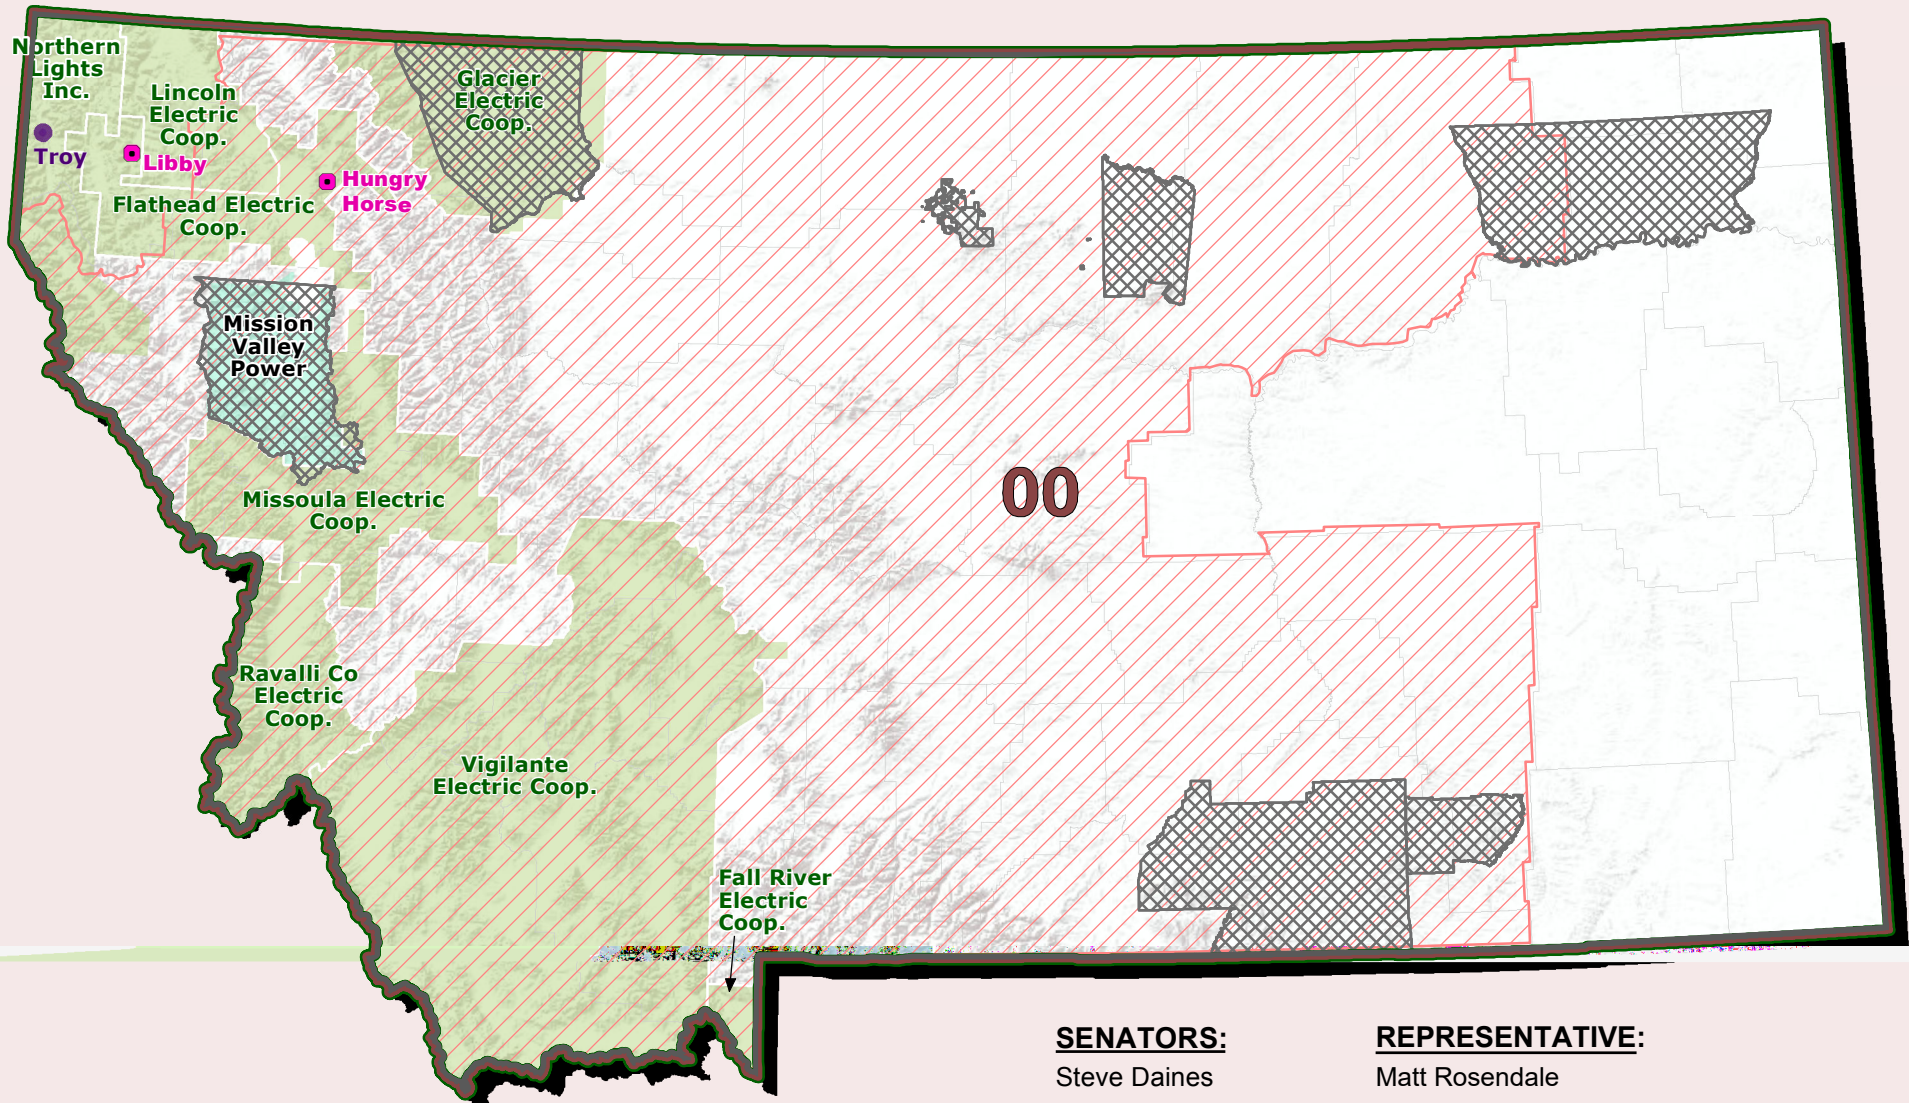 Northern
Lights
Inc.
Lincoln
Electric
Coop.
Glacier
Electric
Coop.
Troy
Libby
Hungry
Horse
Flathead Electric
Coop.
Mission
Valley
Power
00
Missoula Electric
Coop.
Ravalli Co
Electric
Coop.
Vigilante
Electric Coop.
Fall River
Electric
Coop.
SENATORS:
Steve Daines
REPRESENTATIVE:
Matt Rosendale